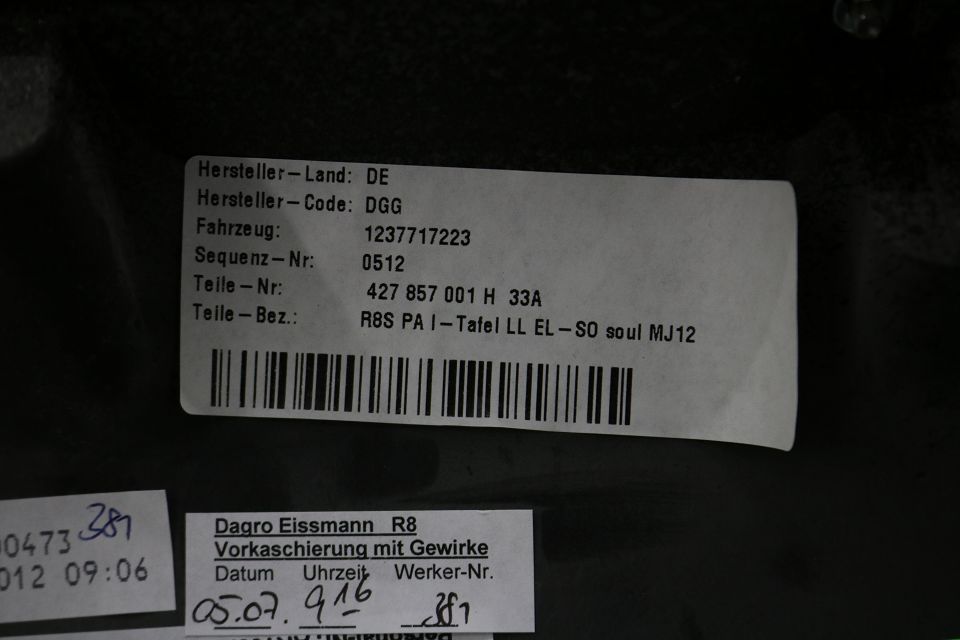 Hersteller-Land: DE
Hersteller-Code: DGG
Fahrzeug: 1237717223
Sequenz-Nr: 0512
Teile-Nr: 427 857 001 H 33A
Teile-Bez.: R8S PA I-Tafel LL EL-SO soul MJ12
00473 381
012 09:06
Dagro Eissmann R8
Vorkaschierung mit Gewirke
Datum Uhrzeit Werker-Nr.
05.07. 9 16 381